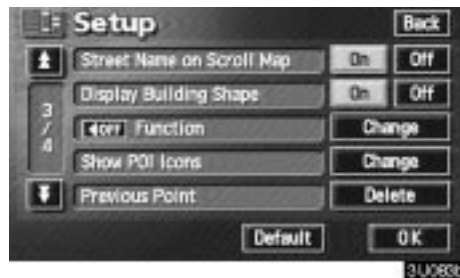 Setup Back
Street Name on Scroll Map On Off
Display Building Shape On Off
3/4
◄OFF Function Change
Show POI Icons Change
Previous Point Delete
Default OK